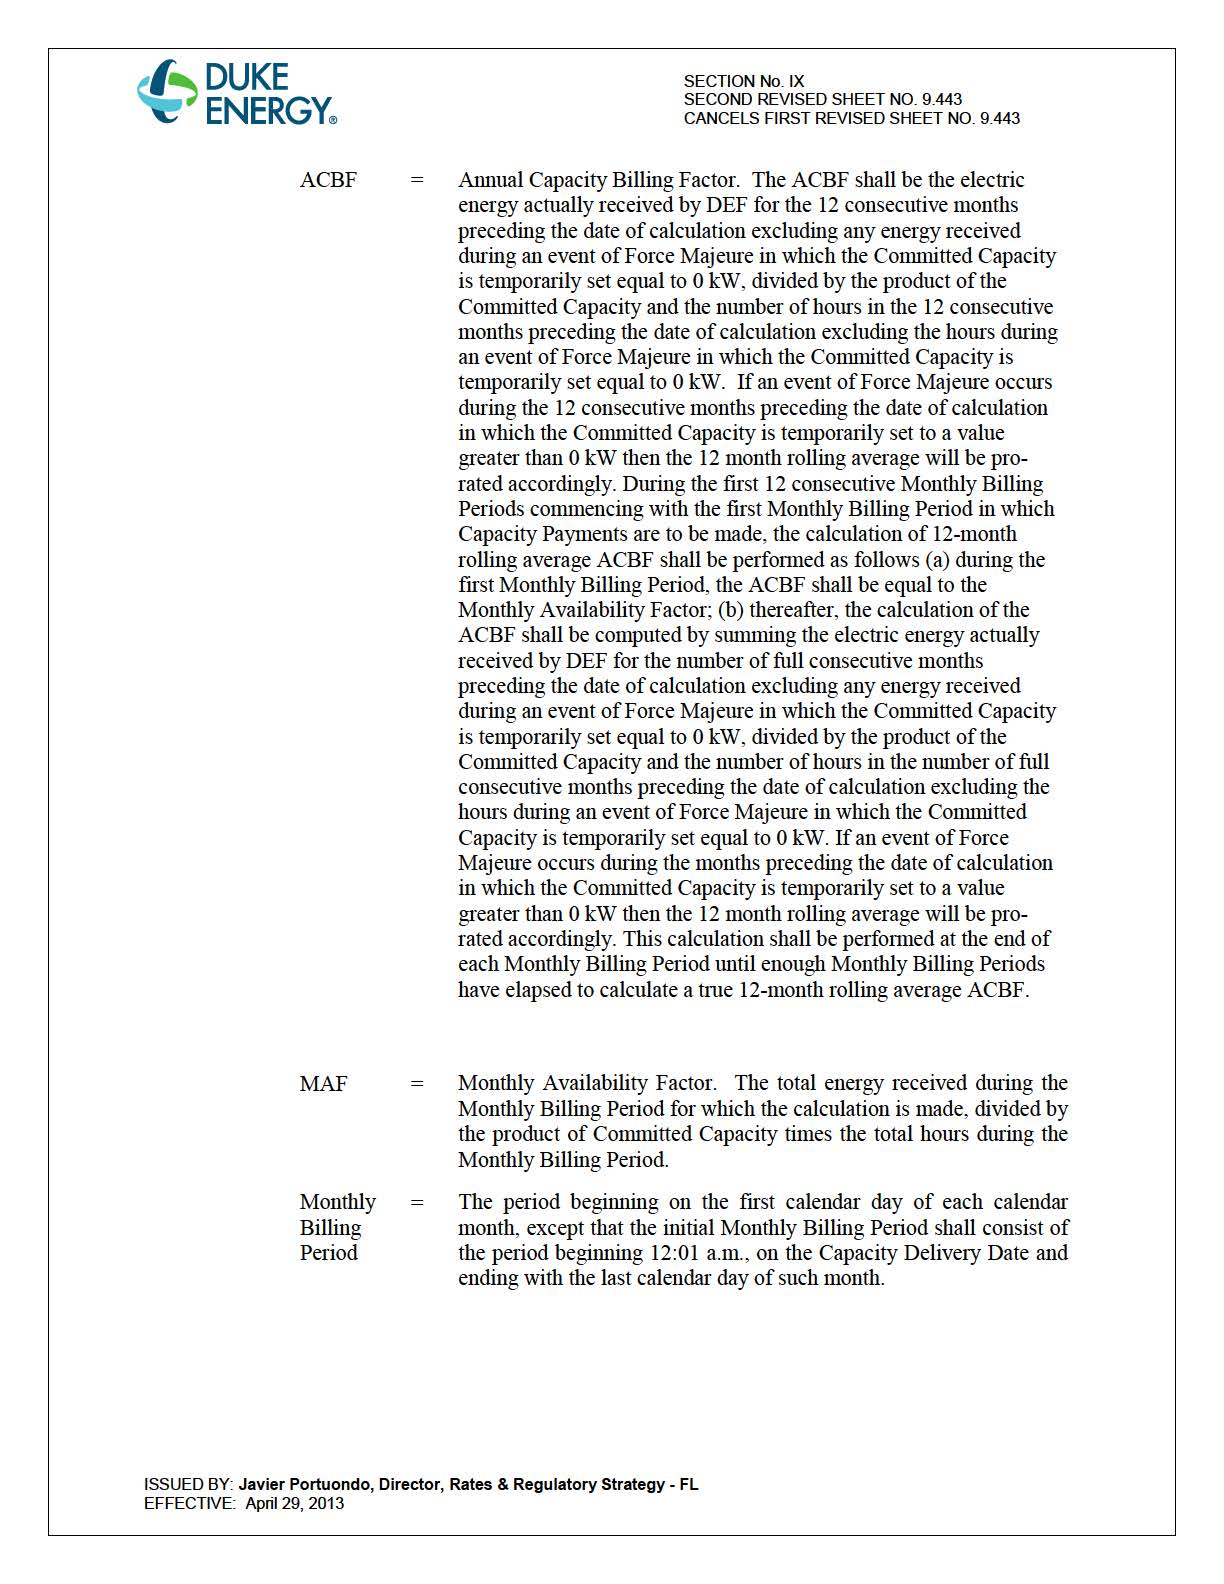 DUKE
ENERGY®
SECTION No. IX
SECOND REVISED SHEET NO. 9.443
CANCELS FIRST REVISED SHEET NO. 9.443
ACBF = Annual Capacity Billing Factor. The ACBF shall be the electric
energy actually received by DEF for the 12 consecutive months
preceding the date of calculation excluding any energy received
during an event of Force Majeure in which the Committed Capacity
is temporarily set equal to 0 kW, divided by the product of the
Committed Capacity and the number of hours in the 12 consecutive
months preceding the date of calculation excluding the hours during
an event of Force Majeure in which the Committed Capacity is
temporarily set equal to 0 kW. If an event of Force Majeure occurs
during the 12 consecutive months preceding the date of calculation
in which the Committed Capacity is temporarily set to a value
greater than 0 kW then the 12 month rolling average will be pro-
rated accordingly. During the first 12 consecutive Monthly Billing
Periods commencing with the first Monthly Billing Period in which
Capacity Payments are to be made, the calculation of 12-month
rolling average ACBF shall be performed as follows (a) during the
first Monthly Billing Period, the ACBF shall be equal to the
Monthly Availability Factor; (b) thereafter, the calculation of the
ACBF shall be computed by summing the electric energy actually
received by DEF for the number of full consecutive months
preceding the date of calculation excluding any energy received
during an event of Force Majeure in which the Committed Capacity
is temporarily set equal to 0 kW, divided by the product of the
Committed Capacity and the number of hours in the number of full
consecutive months preceding the date of calculation excluding the
hours during an event of Force Majeure in which the Committed
Capacity is temporarily set equal to 0 kW. If an event of Force
Majeure occurs during the months preceding the date of calculation
in which the Committed Capacity is temporarily set to a value
greater than 0 kW then the 12 month rolling average will be pro-
rated accordingly. This calculation shall be performed at the end of
each Monthly Billing Period until enough Monthly Billing Periods
have elapsed to calculate a true 12-month rolling average ACBF.
MAF = Monthly Availability Factor. The total energy received during the
Monthly Billing Period for which the calculation is made, divided by
the product of Committed Capacity times the total hours during the
Monthly Billing Period.
Monthly = The period beginning on the first calendar day of each calendar
Billing month, except that the initial Monthly Billing Period shall consist of
Period the period beginning 12:01 a.m., on the Capacity Delivery Date and
ending with the last calendar day of such month.
ISSUED BY: Javier Portuondo, Director, Rates & Regulatory Strategy - FL
EFFECTIVE: April 29, 2013